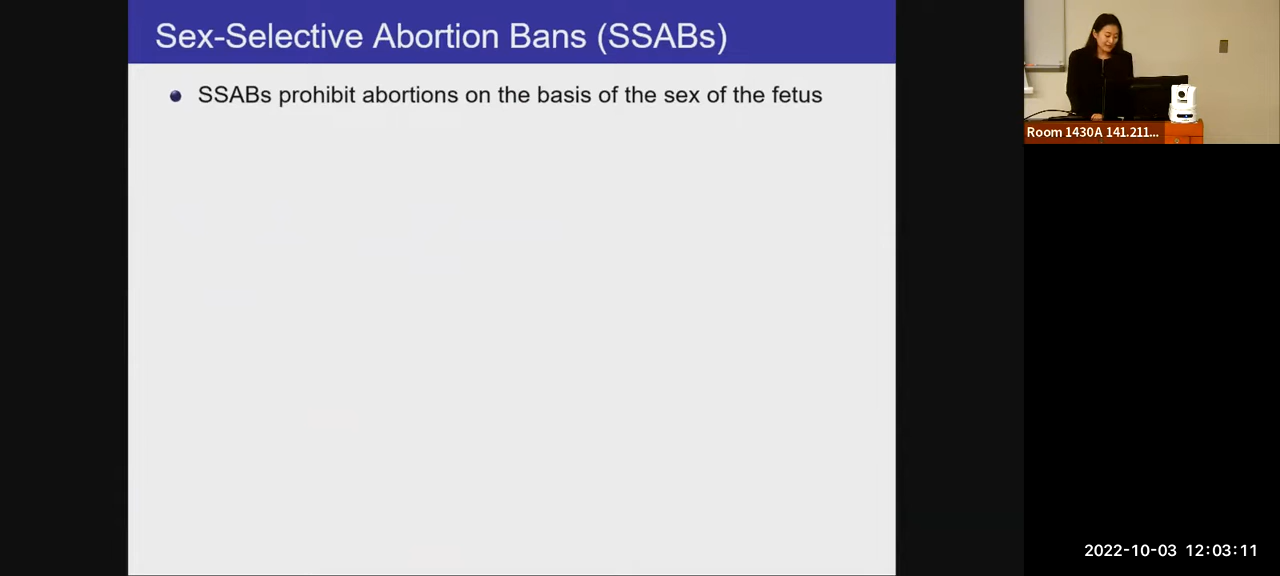 Sex-Selective Abortion Bans (SSABs)
SSABs prohibit abortions on the basis of the sex of the fetus
Room 1430A 141.211...
2022-10-03 12:03:11